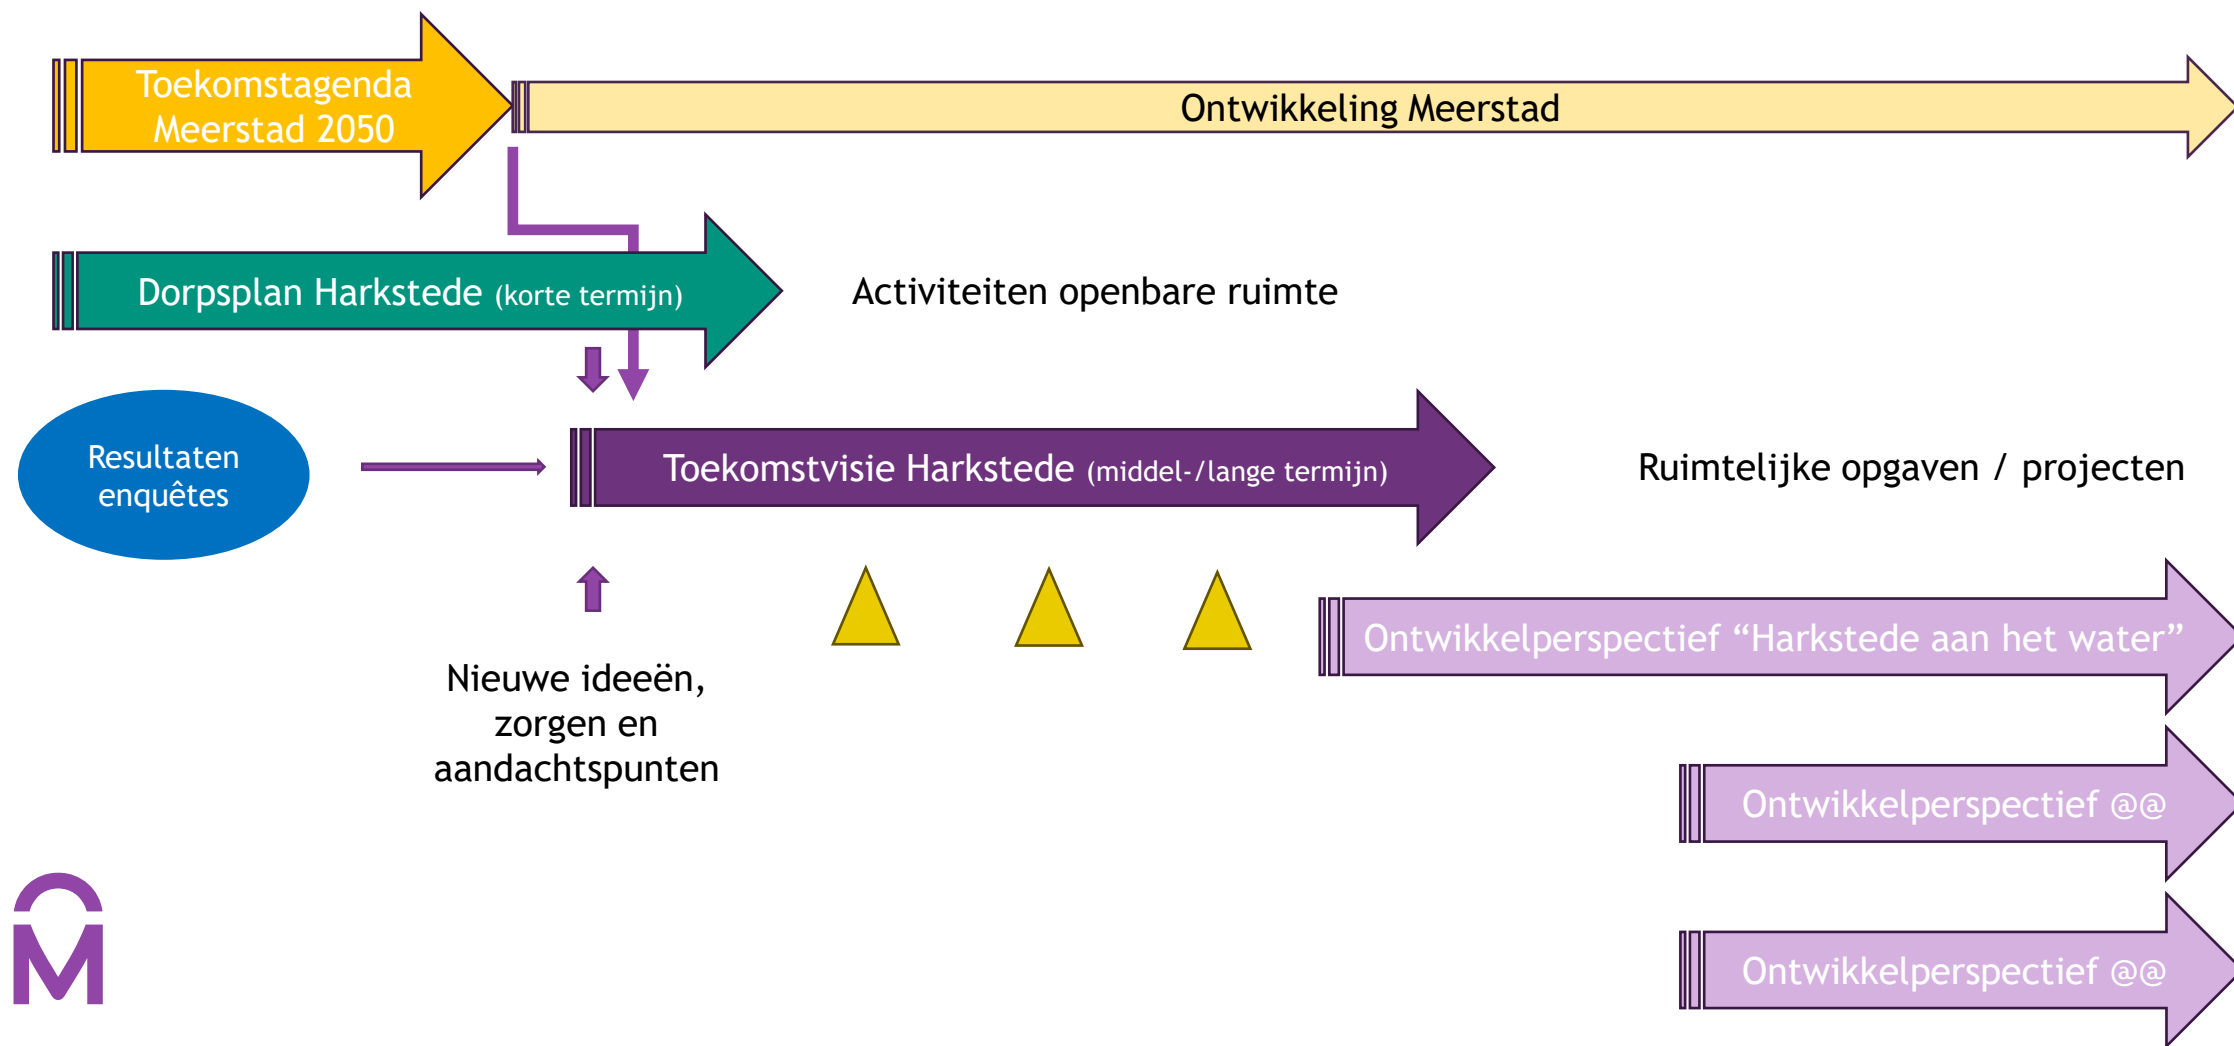 Toekomstagenda
Meerstad 2050
Ontwikkeling Meerstad
Dorpsplan Harkstede (korte termijn)
Activiteiten openbare ruimte
Resultaten
enquêtes
Toekomstvisie Harkstede (middel-/lange termijn)
Ruimtelijke opgaven / projecten
Nieuwe ideeën,
zorgen en
aandachtspunten
Ontwikkelperspectief “Harkstede aan het water”
Ontwikkelperspectief @@
Ontwikkelperspectief @@
M